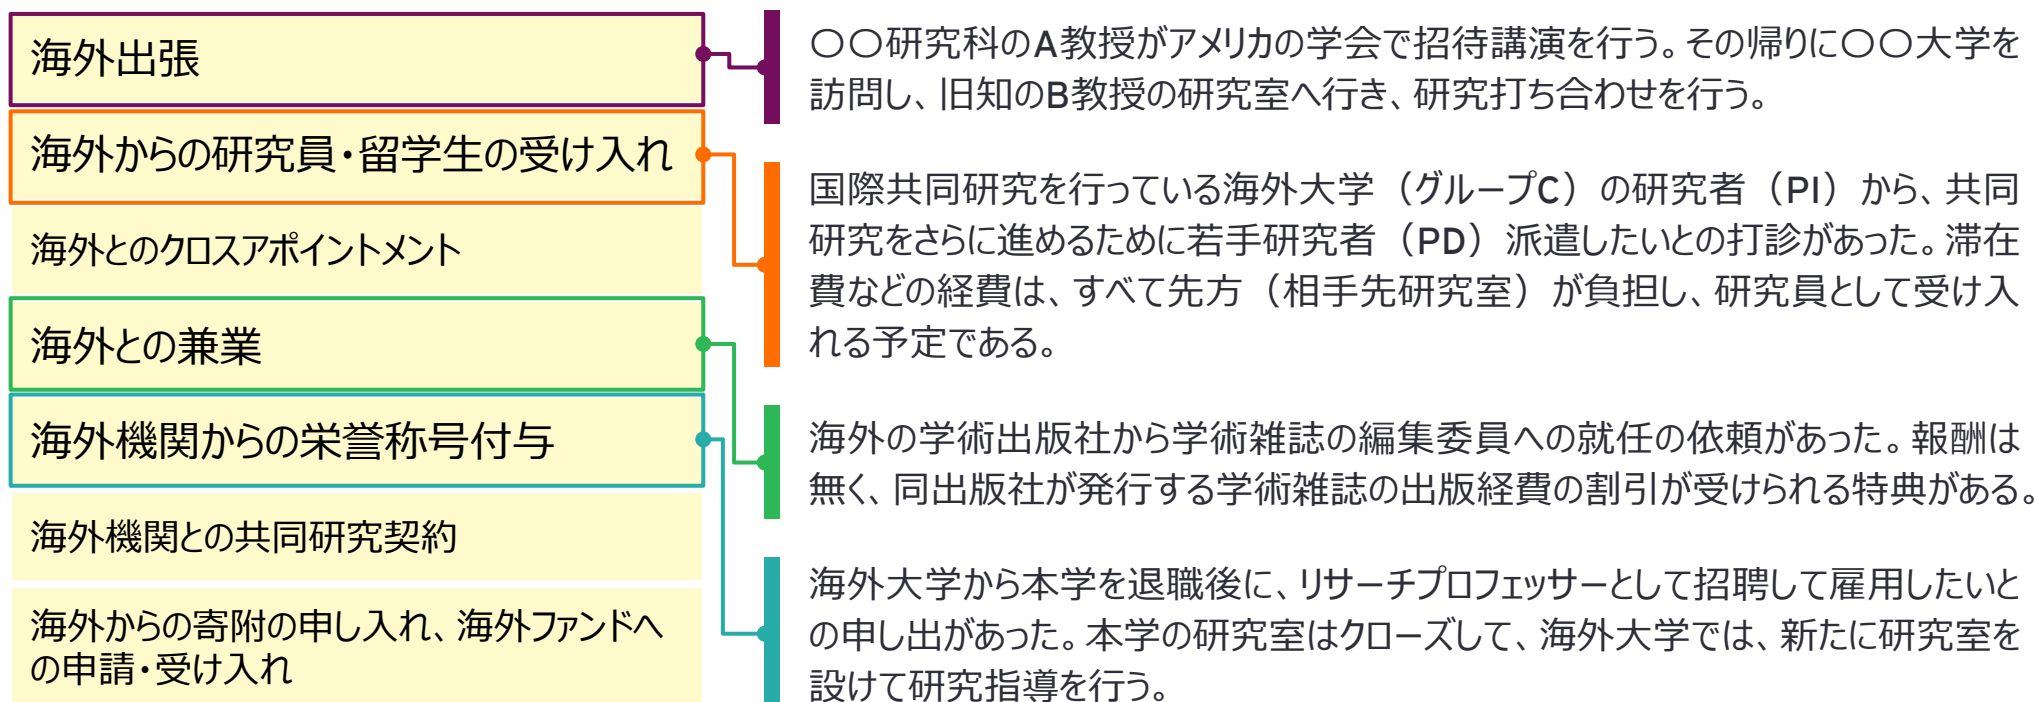 海外出張
〇〇研究科のA教授がアメリカの学会で招待講演を行う。その帰りに〇〇大学を
訪問し、旧知のB教授の研究室へ行き、研究打ち合わせを行う。
海外からの研究員・留学生の受け入れ
国際共同研究を行っている海外大学（グループC）の研究者（PI）から、共同
研究をさらに進めるために若手研究者（PD）派遣したいとの打診があった。滞在
費などの経費は、すべて先方（相手先研究室）が負担し、研究員として受け入
れる予定である。
海外とのクロスアポイントメント
海外との兼業
海外の学術出版社から学術雑誌の編集委員への就任の依頼があった。報酬は
無く、同出版社が発行する学術雑誌の出版経費の割引が受けられる特典がある。
海外機関からの栄誉称号付与
海外大学から本学を退職後に、リサーチプロフェッサーとして招聘して雇用したいと
の申し出があった。本学の研究室はクローズして、海外大学では、新たに研究室を
設けて研究指導を行う。
海外機関との共同研究契約
海外からの寄附の申し入れ、海外ファンドへ
の申請・受け入れ